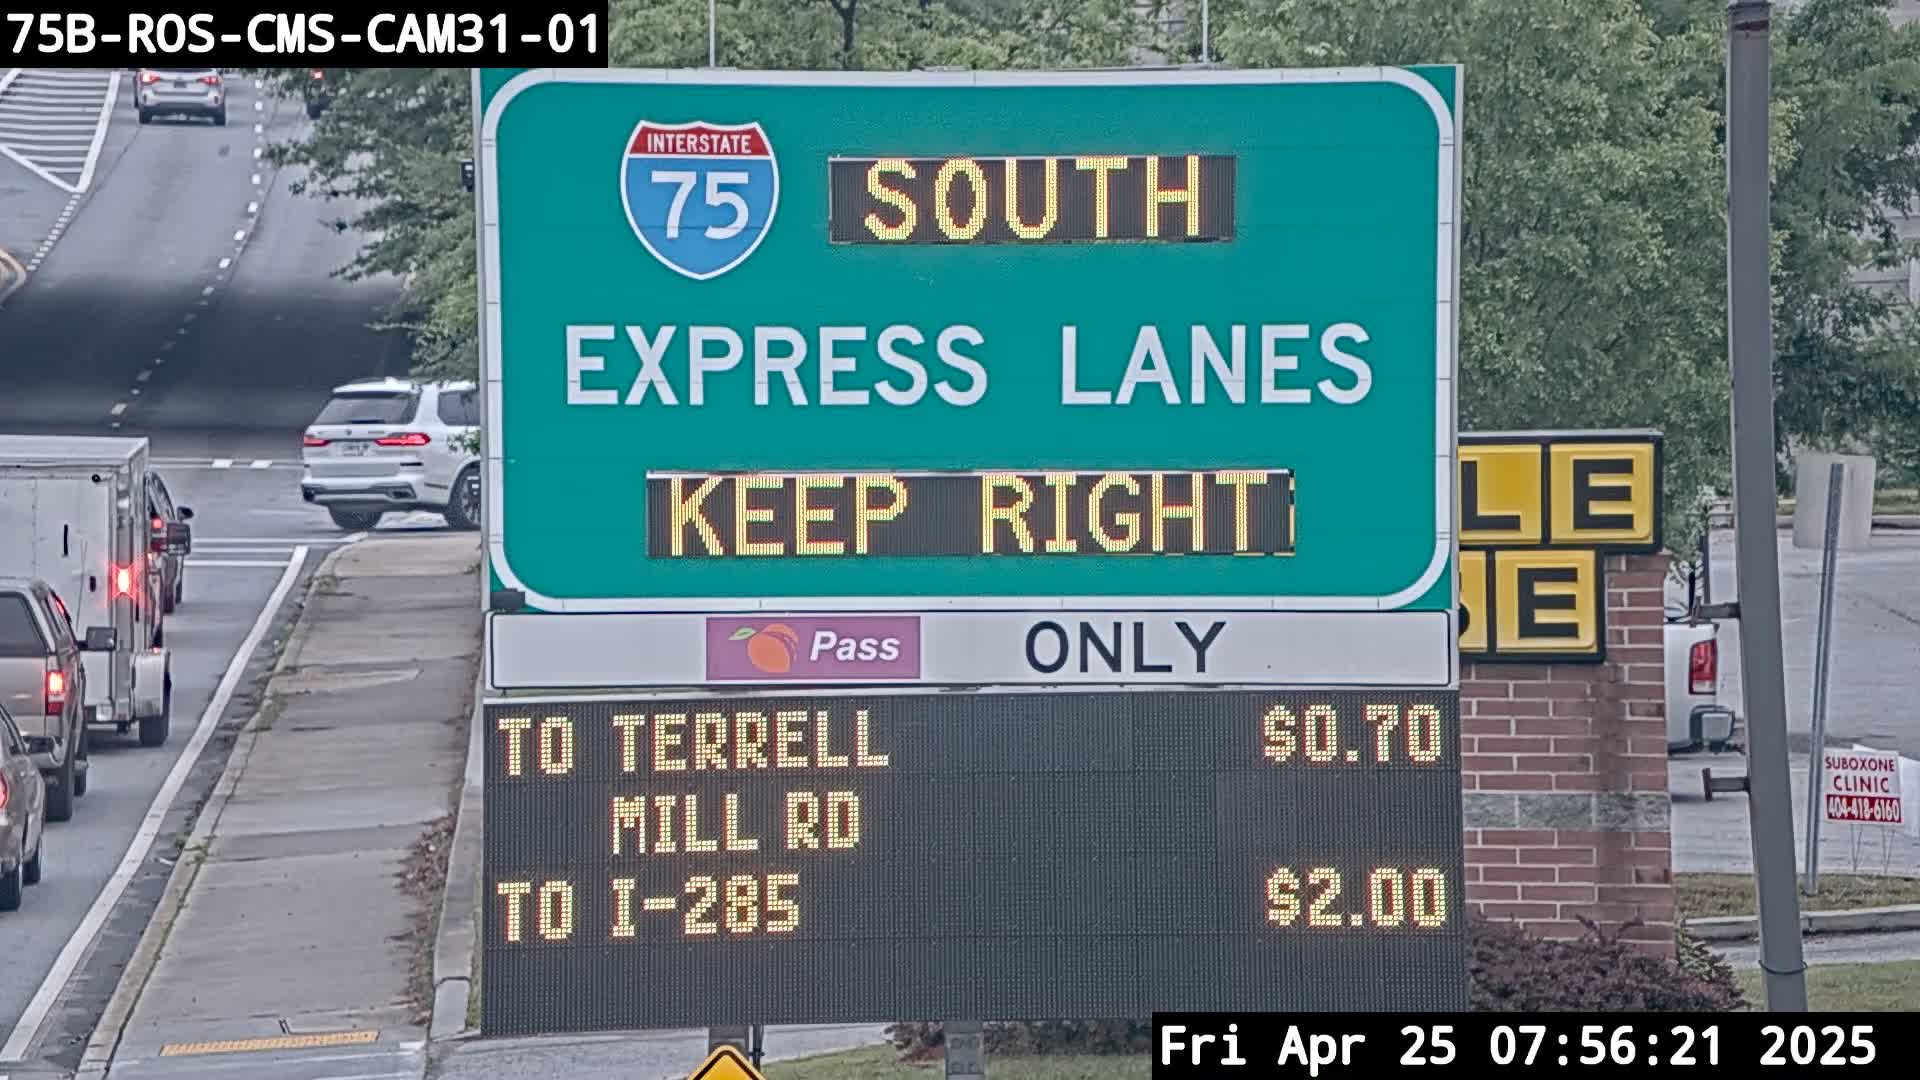 75B-ROS-CMS-CAM31-01
INTERSTATE
75
SOUTH
EXPRESS LANES
KEEP RIGHT
Pass ONLY
TO TERRELL $0.70
MILL RD
TO I-285 $2.00
LE
E
SUBOXONE
CLINIC
404-418-6160
Fri Apr 25 07:56:21 2025